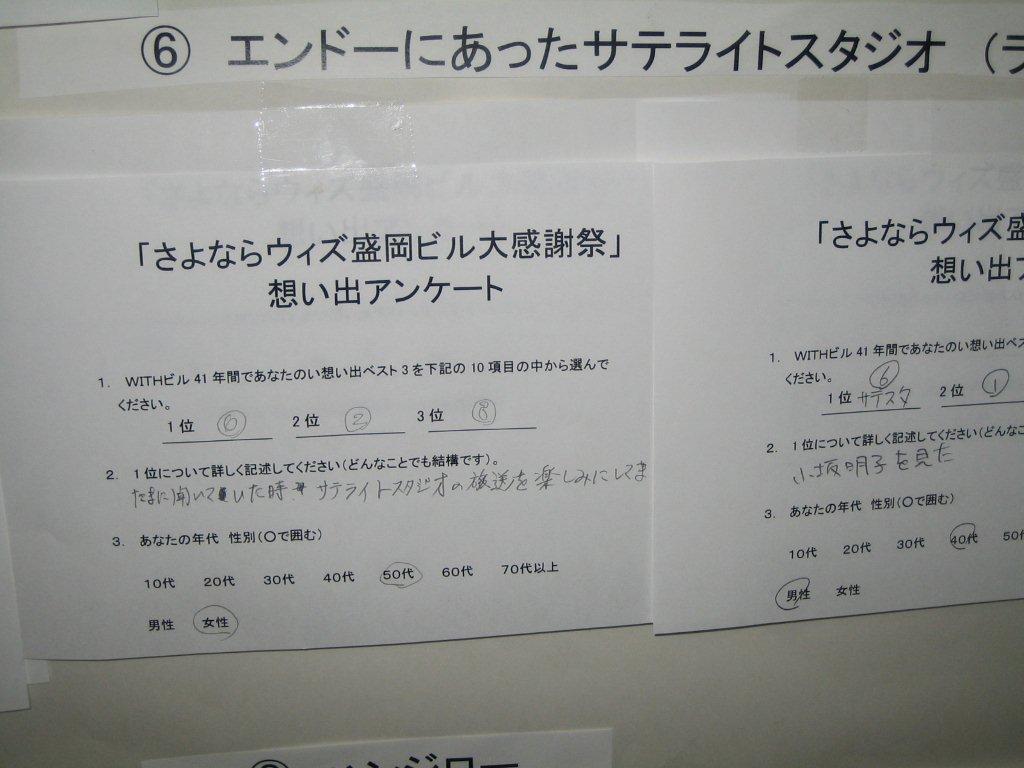 ⑥ エンドーにあったサテライトスタジオ （ラ
「さよならウィズ盛岡ビル大感謝祭」
想い出アンケート
1. WITHビル 41 年間であなたのい想い出ベスト 3 を下記の 10 項目の中から選んで
ください。
1位 ⑥ 2位 ② 3位 ⑧
2. 1位について詳しく記述してください（どんなことでも結構です）。
たまに開いていた時 サテライトスタジオの放送を楽しみにしてま
3. あなたの年代 性別（○で囲む）
10代 20代 30代 40代 50代 60代 70代以上
男性 女性
「さよならウィズ盛
想い出ア
1. WITHビル 41 年間であなたのい想い出ベス
ください。
1位 ⑥ サテスタ 2位 ①
2. 1位について詳しく記述してください（どんなこ
小坂明子を見た
3. あなたの年代 性別（○で囲む）
10代 20代 30代 40代 50代
男性 女性